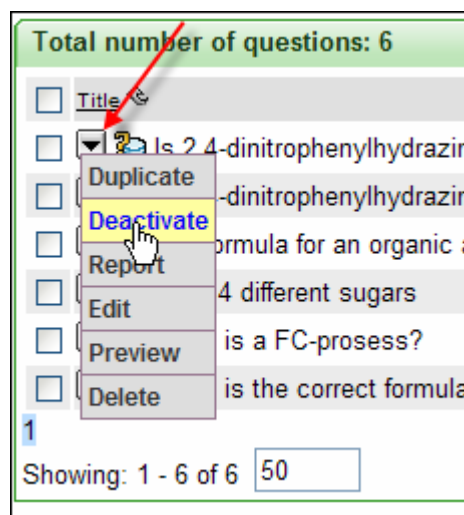 Total number of questions: 6
Title
Is 2,4-dinitrophenylhydrazin
Duplicate
-dinitrophenylhydrazin
Deactivate
ormula for an organic
Report
4 different sugars
Edit
is a FC-prosess?
Preview
is the correct formula
Delete
1
Showing: 1 - 6 of 6 50